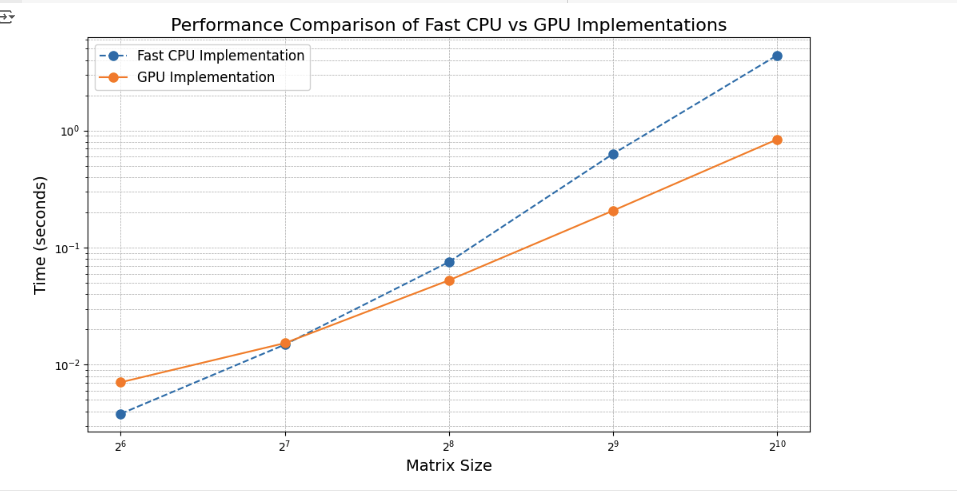 Performance Comparison of Fast CPU vs GPU Implementations
Fast CPU Implementation
GPU Implementation
Time (seconds)
10⁰
10⁻¹
10⁻²
2⁶ 2⁷ 2⁸ 2⁹ 2¹⁰
Matrix Size